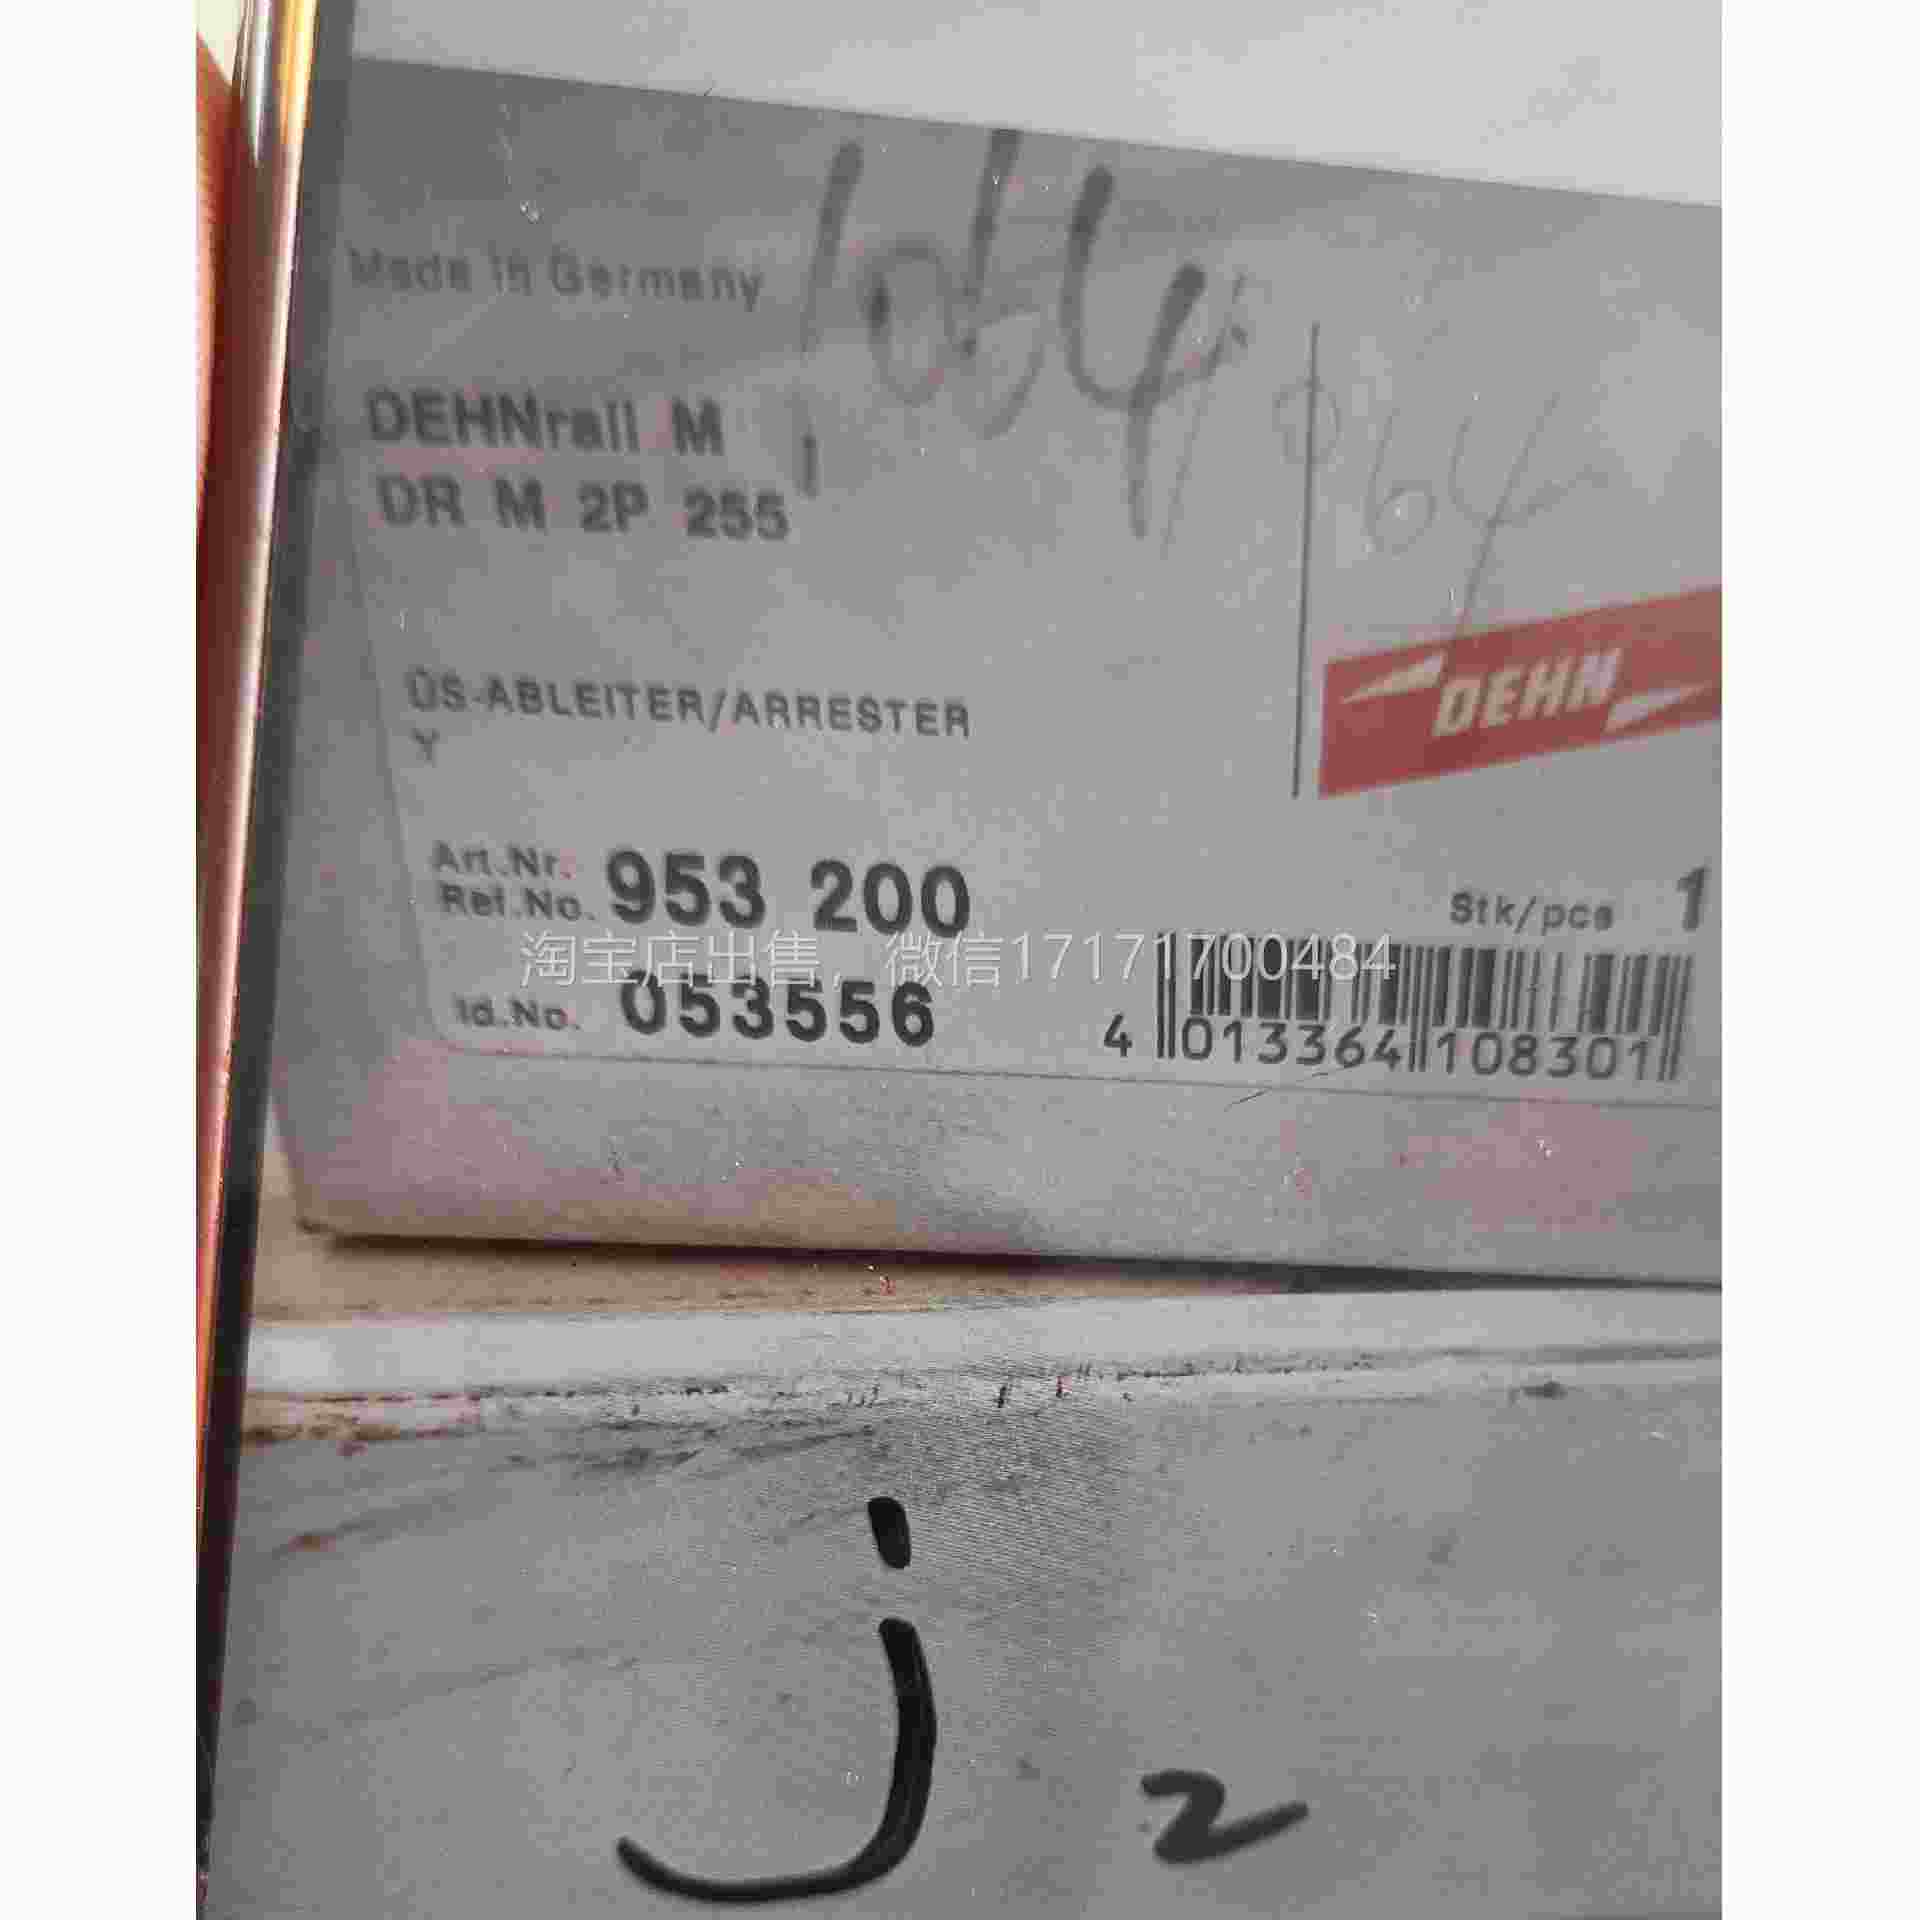 Made in Germany
DEHNrail M
DR M 2P 255
064
DEHN
ÜS-ABLEITER/ARRESTER
Y
Art.Nr.
Ref.No. 953 200
Stk/pcs 1
淘宝店出售，微信17171700484
Id.No. 053556
4 013364 108301
j 2